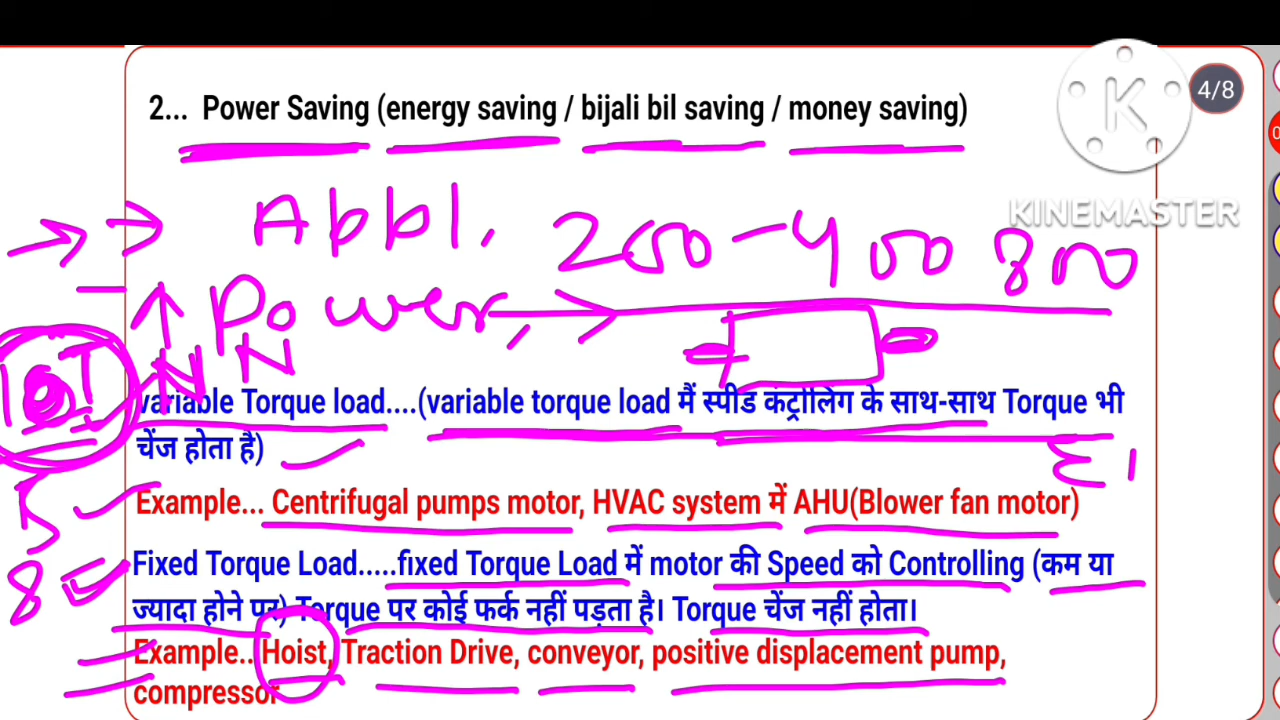 4/8
K
KINEMASTER
2... Power Saving (energy saving / bijali bil saving / money saving)
Abbl,
200-400 800
Power,
N N
variable Torque load....(variable torque load मैं स्पीड कंट्रोलिंग के साथ-साथ Torque भी
चेंज होता है)
Example... Centrifugal pumps motor, HVAC system में AHU(Blower fan motor)
5
Fixed Torque Load.....fixed Torque Load में motor की Speed को Controlling (कम या
8
ज्यादा होने पर) Torque पर कोई फर्क नहीं पड़ता है। Torque चेंज नहीं होता।
Example.. Hoist, Traction Drive, conveyor, positive displacement pump,
compressor